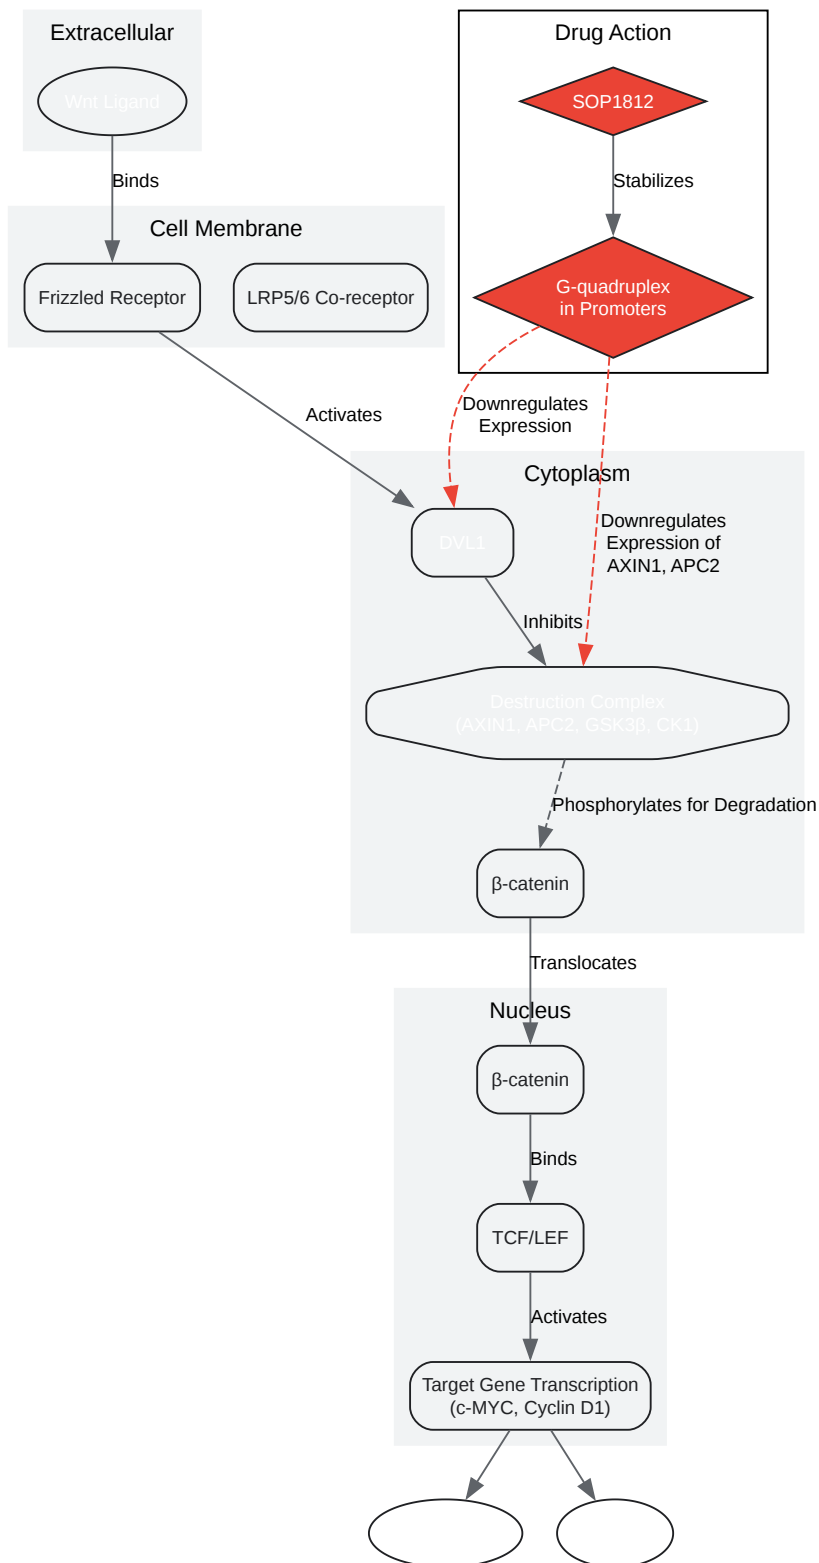 Extracellular
Wnt Ligand
Binds
Drug Action
SOP1812
Stabilizes
G-quadruplex
in Promoters
Cell Membrane
Frizzled Receptor
LRP5/6 Co-receptor
Activates
Downregulates
Expression
Cytoplasm
Downregulates
Expression of
AXIN1, APC2
DVL1
Inhibits
Destruction Complex
(AXIN1, APC2, GSK3β, CK1)
Phosphorylates for Degradation
β-catenin
Translocates
Nucleus
β-catenin
Binds
TCF/LEF
Activates
Target Gene Transcription
(c-MYC, Cyclin D1)